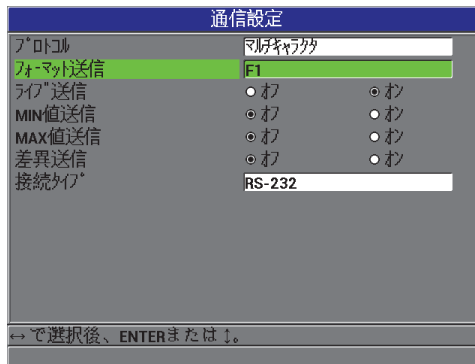 通信設定
ﾌﾟﾛﾄｺﾙ ﾏﾙﾁｷｬﾗｸﾀ
ﾌｫｰﾏｯﾄ送信 F1
ﾗｲﾌﾞ送信 ｵﾌ ｵﾝ
MIN値送信 ｵﾌ ｵﾝ
MAX値送信 ｵﾌ ｵﾝ
差異送信 ｵﾌ ｵﾝ
接続ﾀｲﾌﾟ RS-232
↔で選択後、ENTERまたは↕。